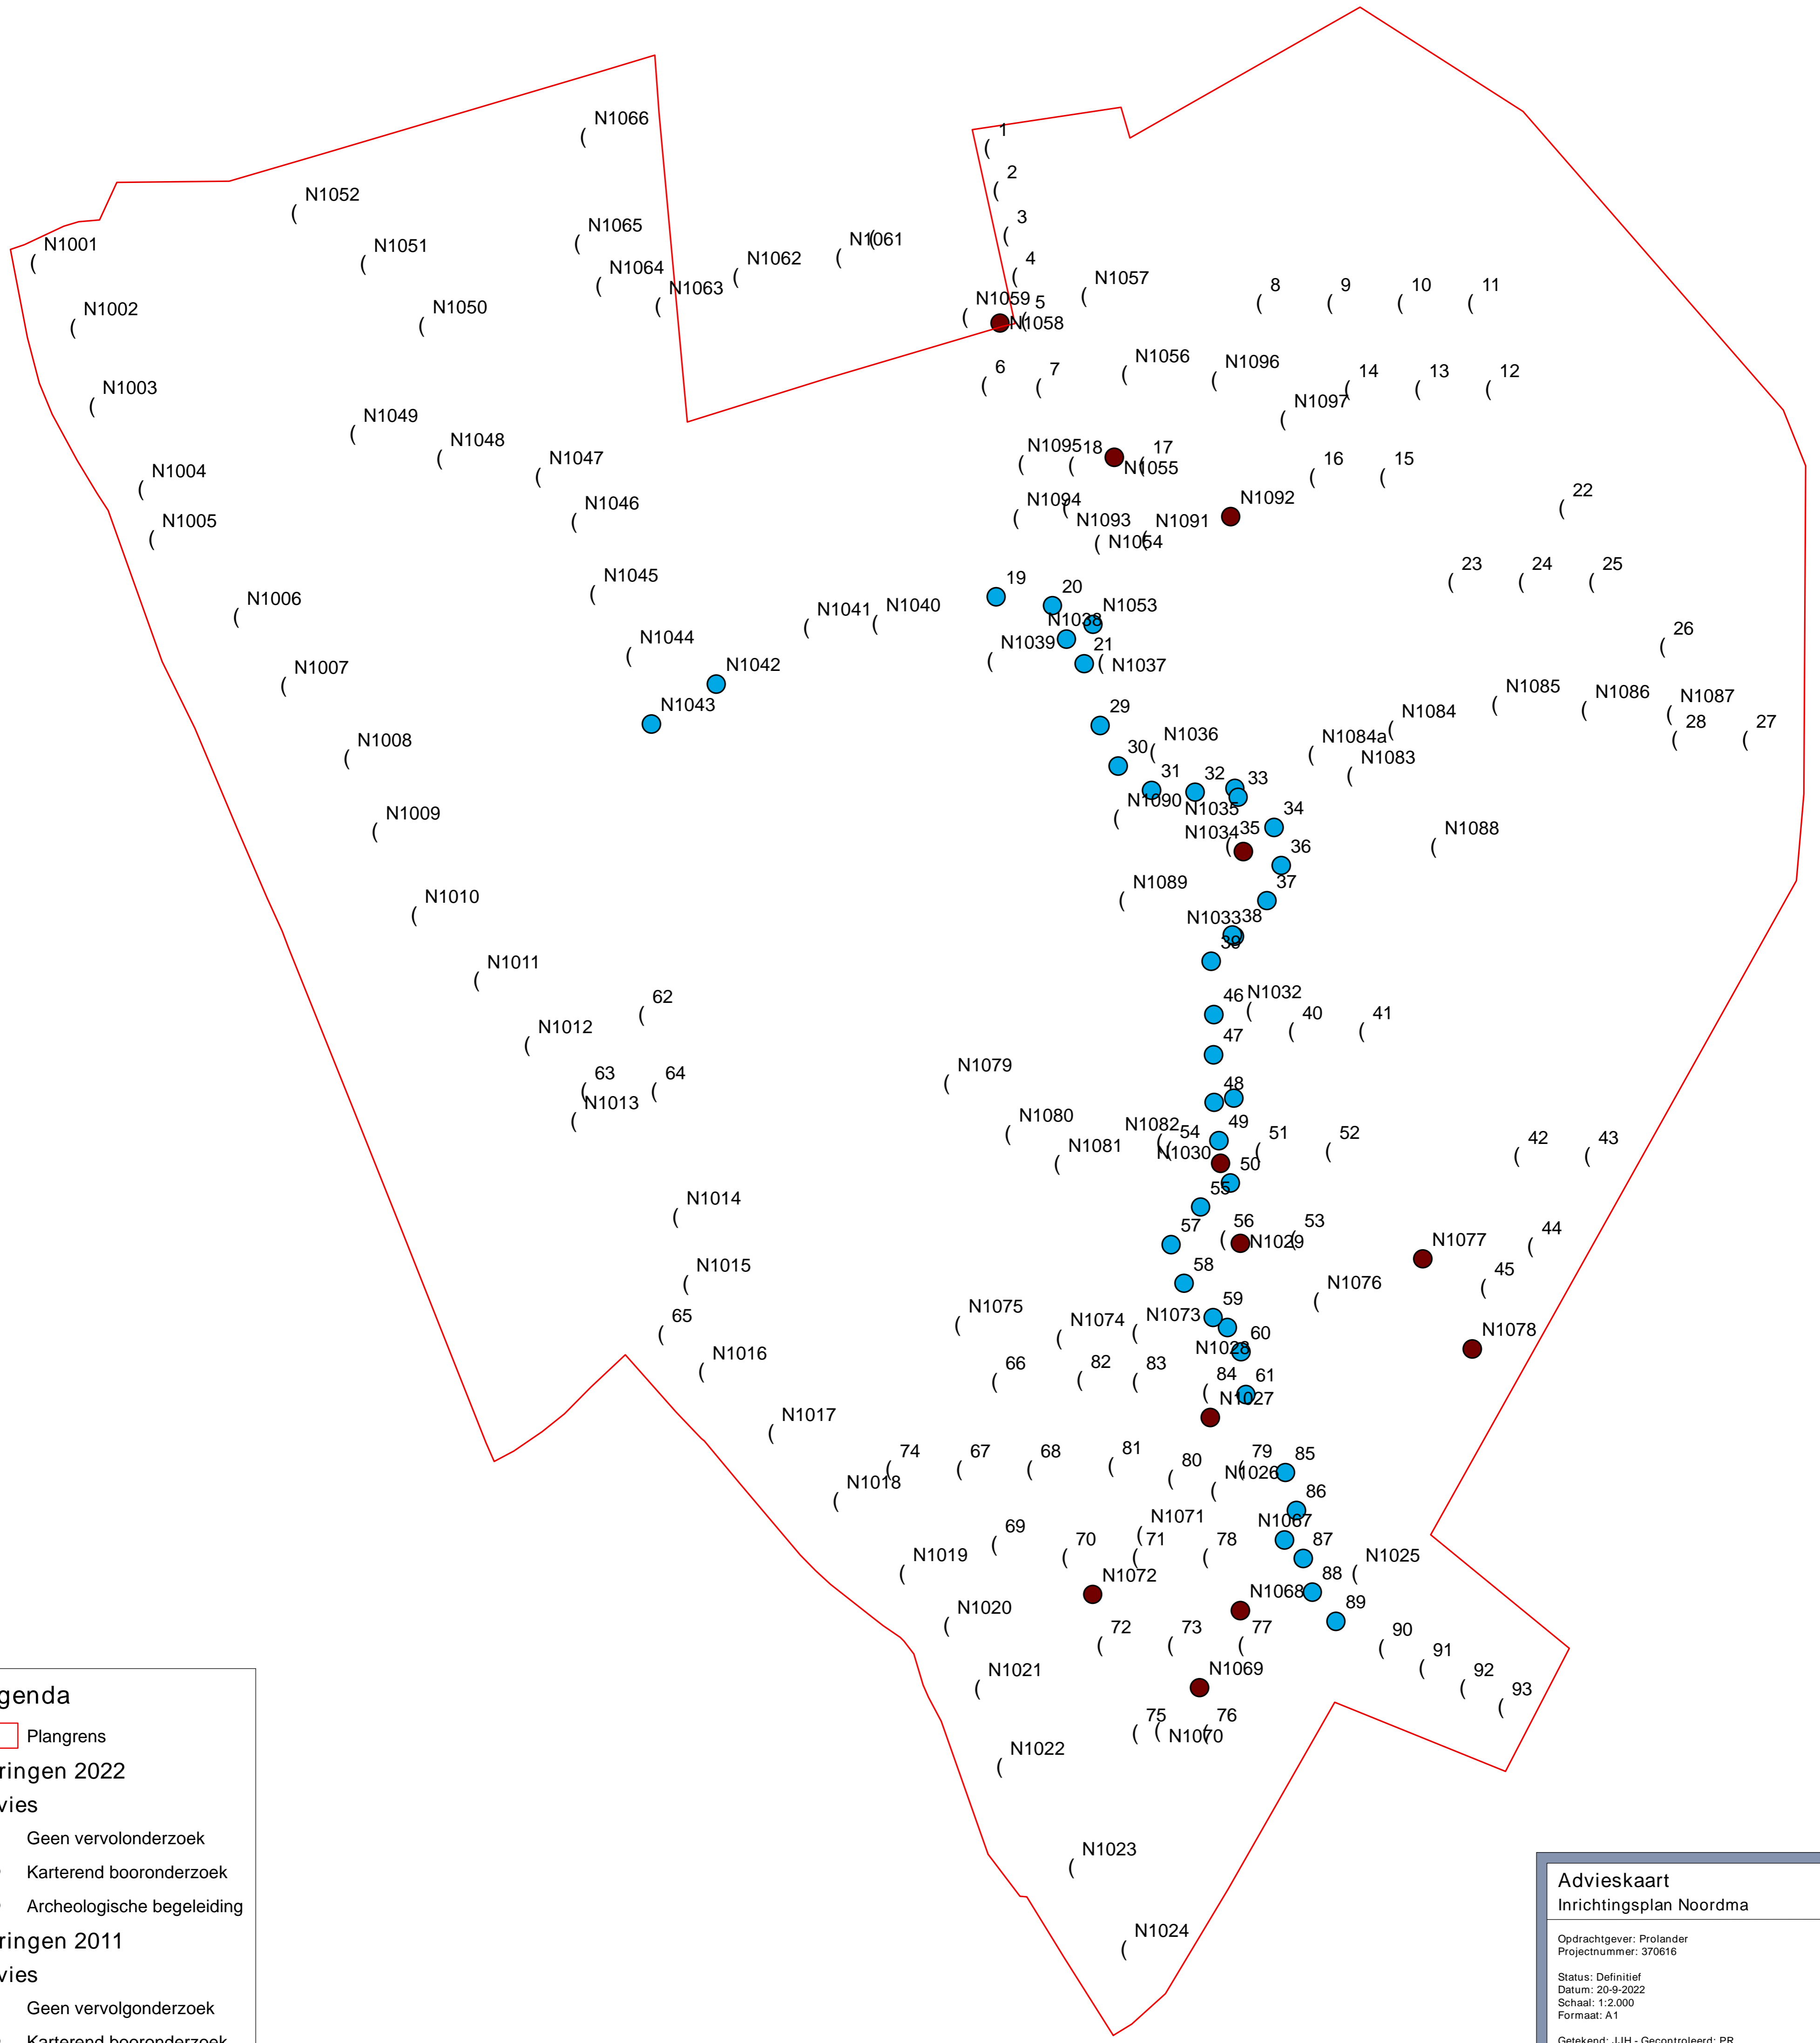 N1066
1
2
N1052
3
N1065
N1061
N1001
N1051
4
N1062
N1064
N1057
8
9
10
11
N1063
N1059
5
N1002
N1050
N1058
6
7
N1056
N1096
14
13
12
N1003
N1097
N1049
N1048
N1095
18
17
N1047
N1055
16
15
N1004
N1092
22
N1046
N1094
N1005
N1093
N1091
N1054
23
24
25
N1045
19
20
N1006
N1041
N1040
N1053
N1038
26
N1044
N1039
21
N1037
N1007
N1042
N1085
N1086
N1087
N1043
29
N1084
28
27
N1008
30
N1036
N1084a
N1083
31
32
33
N1090
N1035
N1009
34
N1034
35
N1088
36
N1089
37
N1010
N1033
38
39
N1011
62
46
N1032
40
41
N1012
47
N1079
63
64
48
N1013
N1080
N1082
54
49
51
52
N1081
N1030
42
43
50
N1014
55
57
56
53
N1029
44
N1077
N1015
58
45
N1076
65
N1075
N1074
N1073
59
N1078
N1016
60
N1028
66
82
83
84
61
N1027
N1017
74
67
68
81
80
79
85
N1026
N1018
86
69
N1071
N1067
70
71
78
87
N1019
N1025
N1072
88
N1068
N1020
89
72
73
77
90
91
N1021
N1069
92
93
75
76
N1070
N1022
N1023
N1024
genda
Plangrens
ringen 2022
vies
Geen vervolonderzoek
Karterend booronderzoek
Archeologische begeleiding
ringen 2011
vies
Geen vervolgonderzoek
Karterend booronderzoek
Advieskaart
Inrichtingsplan Noordma
Opdrachtgever: Prolander
Projectnummer: 370616
Status: Definitief
Datum: 20-9-2022
Schaal: 1:2.000
Formaat: A1
Getekend: JJH - Gecontroleerd: PR